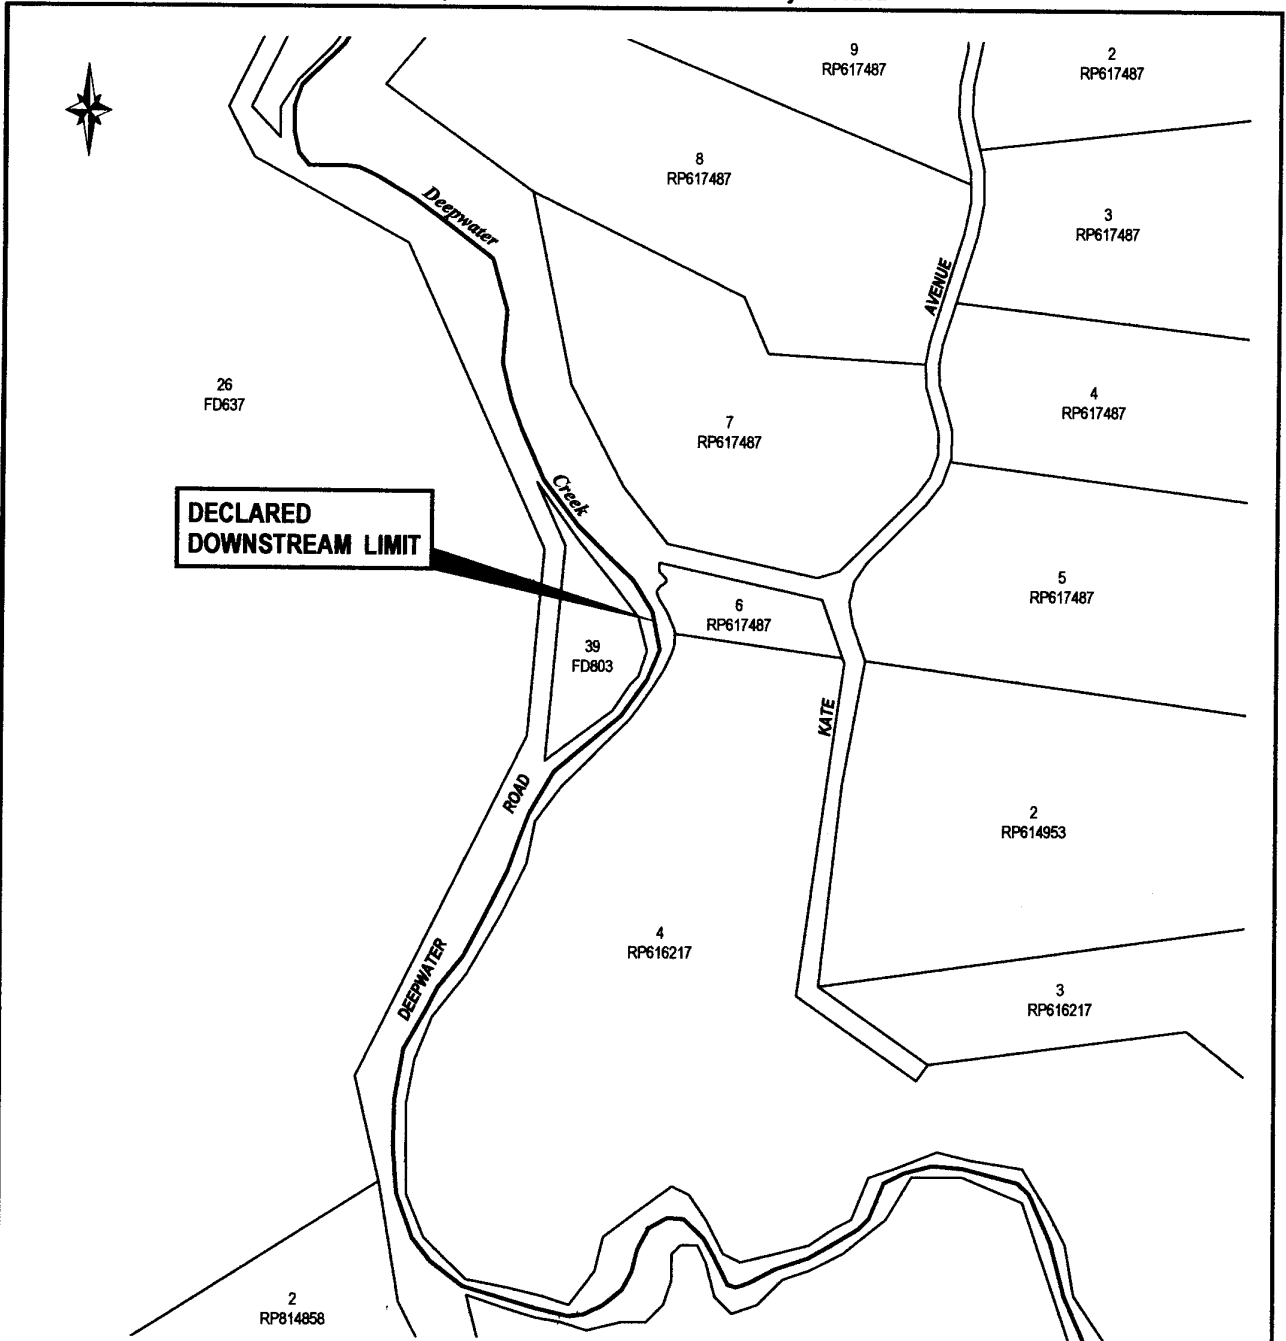 9
RP617487
2
RP617487
8
RP617487
Deepwater
3
RP617487
AVENUE
26
FD637
4
RP617487
7
RP617487
Creek
DECLARED
DOWNSTREAM LIMIT
5
RP617487
6
RP617487
39
FD803
KATE
ROAD
2
RP614953
4
RP616217
DEEPWATER
3
RP616217
2
RP814858